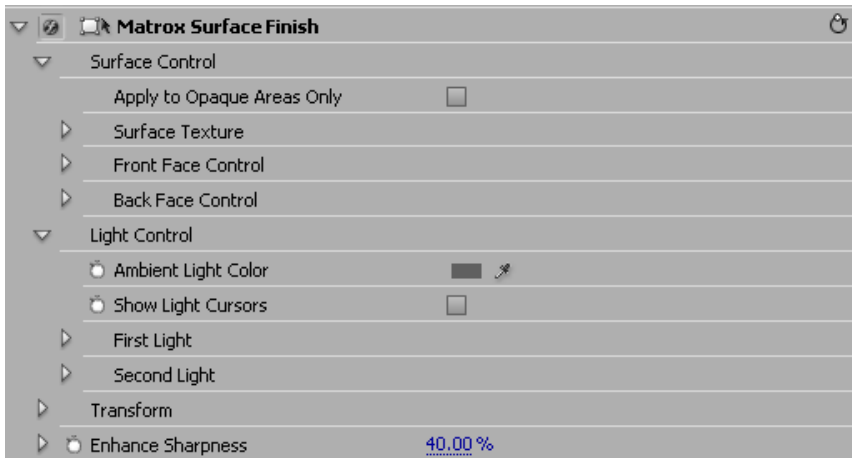 Matrox Surface Finish
Surface Control
Apply to Opaque Areas Only
Surface Texture
Front Face Control
Back Face Control
Light Control
Ambient Light Color
Show Light Cursors
First Light
Second Light
Transform
Enhance Sharpness 40.00 %